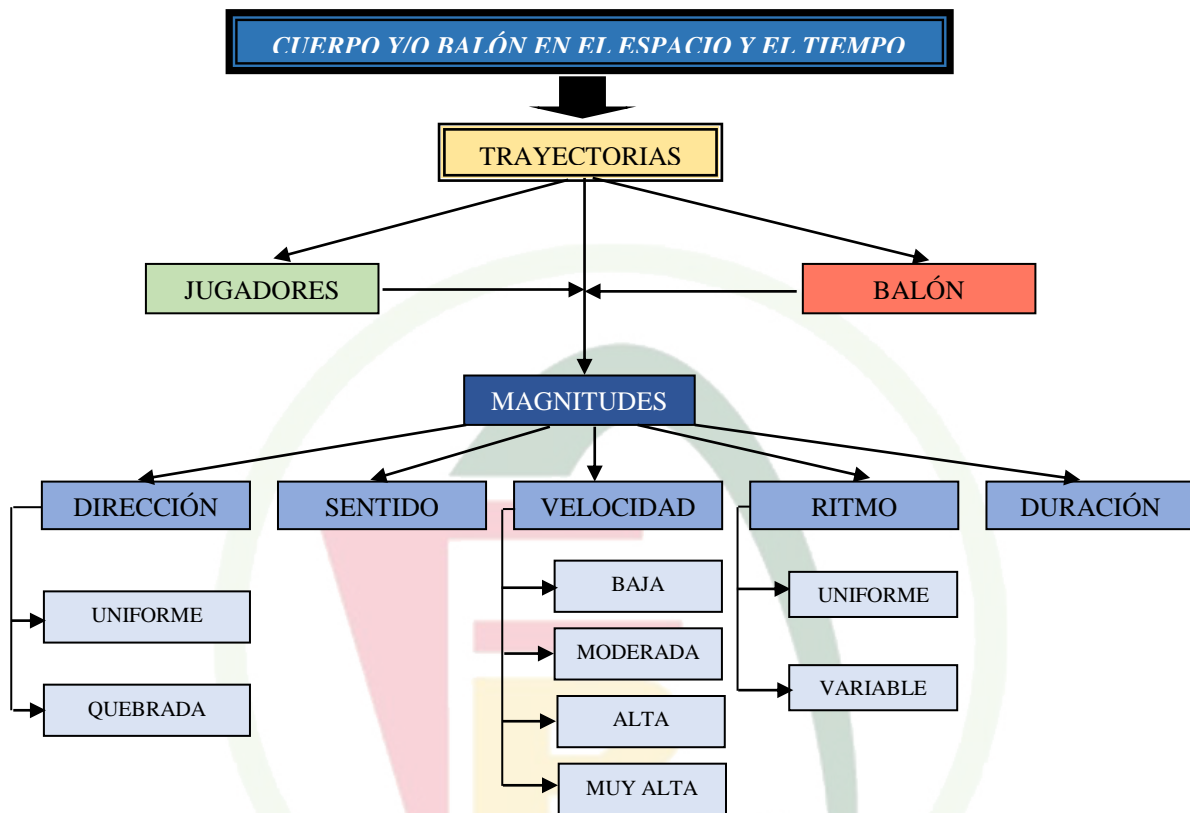 CUERPO Y/O BALÓN EN EL ESPACIO Y EL TIEMPO
TRAYECTORIAS
JUGADORES
BALÓN
MAGNITUDES
DIRECCIÓN
SENTIDO
VELOCIDAD
RITMO
DURACIÓN
UNIFORME
QUEBRADA
BAJA
MODERADA
ALTA
MUY ALTA
UNIFORME
VARIABLE